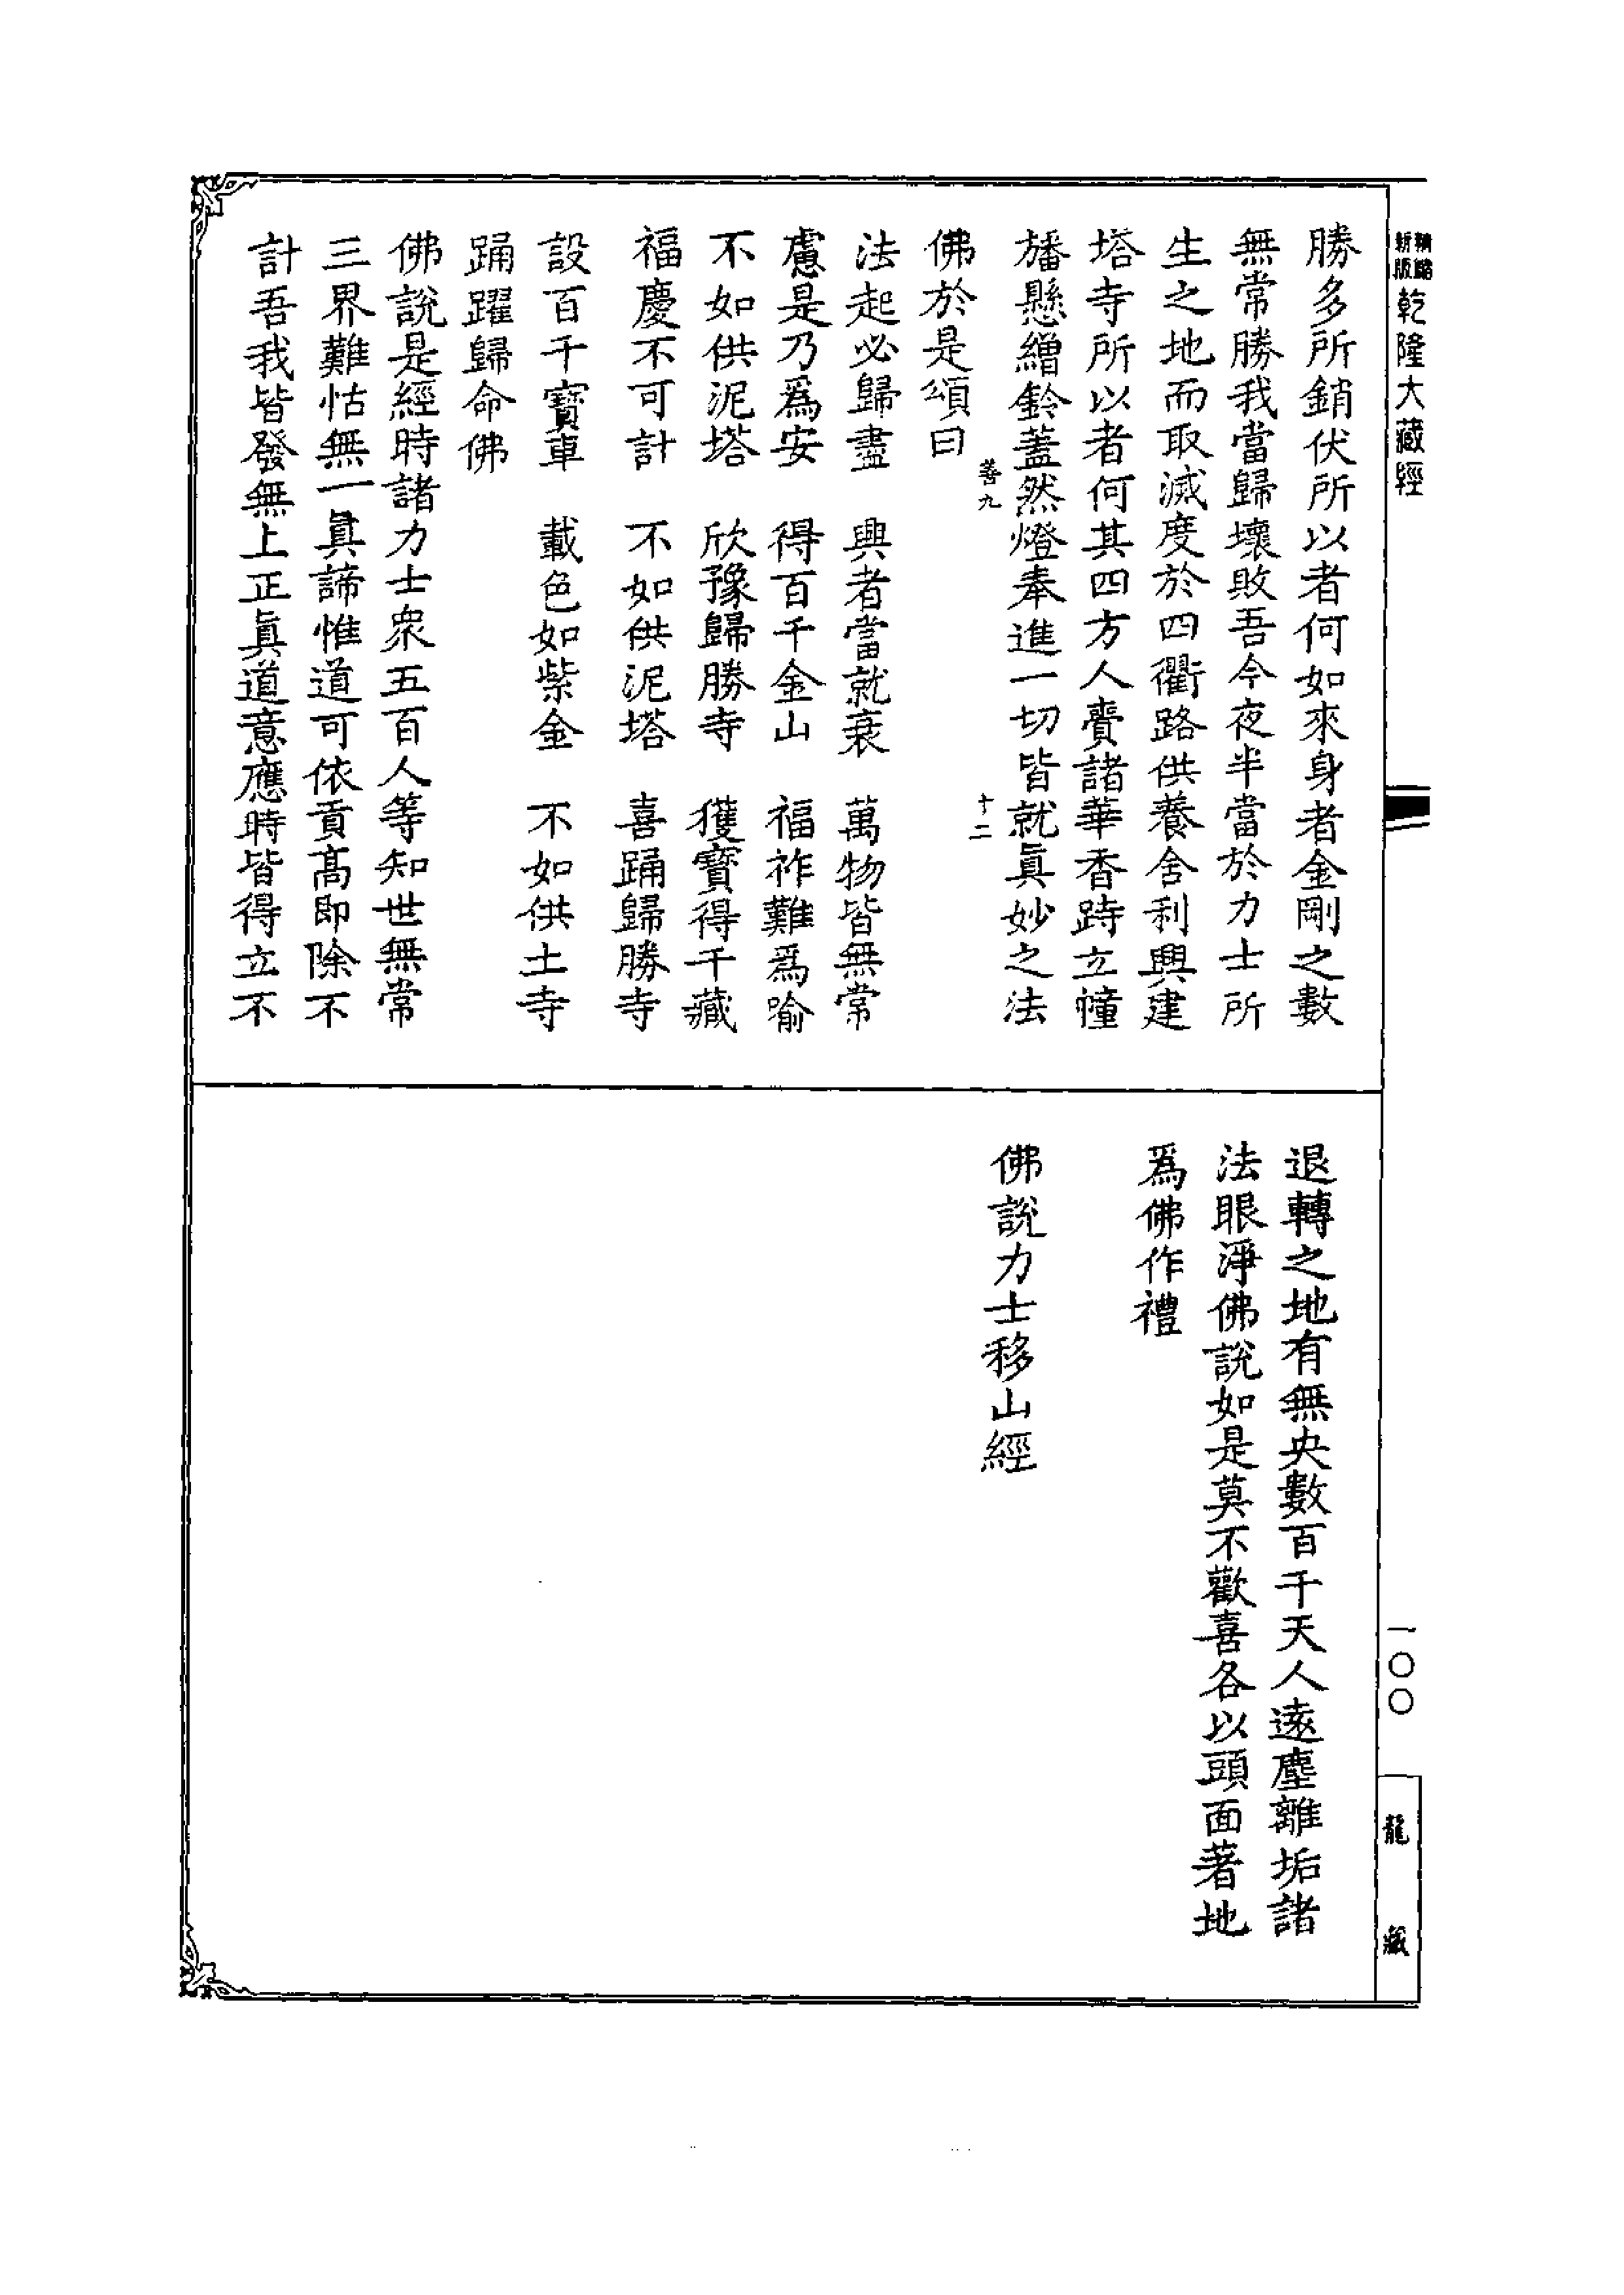 精縮新版乾隆大藏經
勝多所銷伏所以者何如來身者金剛之數
無常勝我當歸壞敗吾今夜半當於力士所
生之地而取滅度於四衢路供養舍利興建
塔寺所以者何其四方人賷諸華香跱立幢
旛懸繒鈴蓋然燈奉進一切皆就眞妙之法
善九 十二
佛於是頌曰
法起必歸盡 興者當就衰 萬物皆無常
慮是乃爲安 得百千金山 福祚難爲喻
不如供泥塔 欣豫歸勝寺 獲寶得千藏
福慶不可計 不如供泥塔 喜踊歸勝寺
設百千寶車 載色如紫金 不如供土寺
踊躍歸命佛
佛說是經時諸力士衆五百人等知世無常
三界難怙無一眞諦惟道可依貢高即除不
計吾我皆發無上正眞道意應時皆得立不
退轉之地有無央數百千天人遠塵離垢諸
法眼淨佛說如是莫不歡喜各以頭面著地
爲佛作禮
佛說力士移山經
一〇〇
龍藏